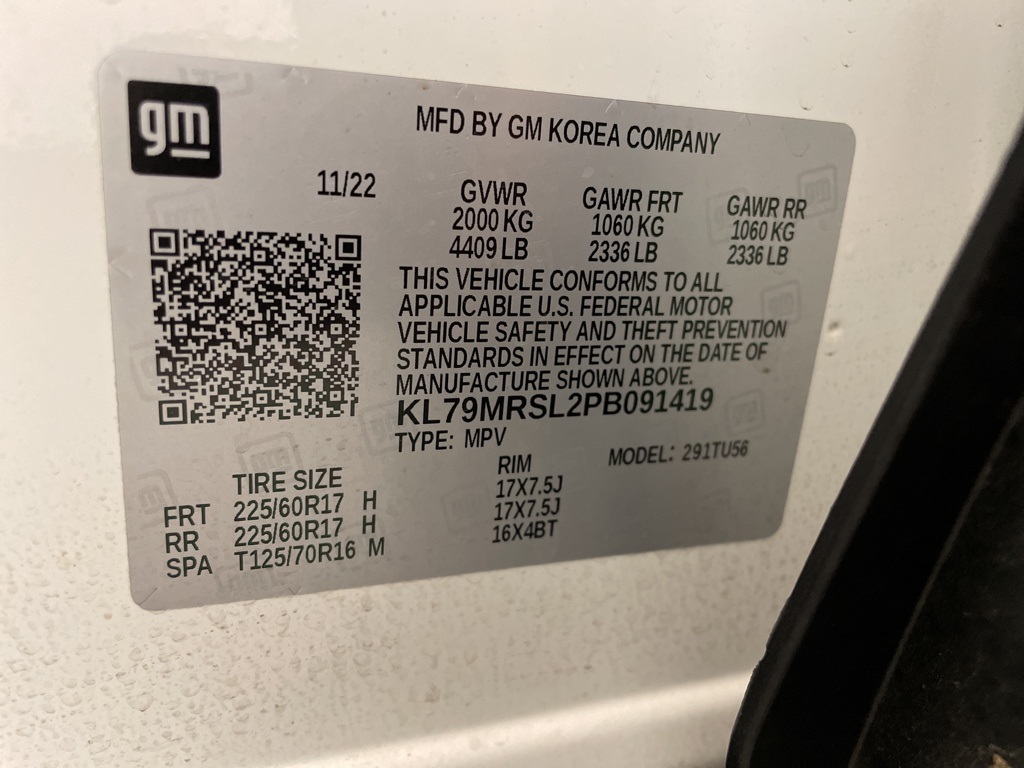 gm
MFD BY GM KOREA COMPANY
11/22
GVWR GAWR FRT GAWR RR
2000 KG 1060 KG 1060 KG
4409 LB 2336 LB 2336 LB
THIS VEHICLE CONFORMS TO ALL
APPLICABLE U.S. FEDERAL MOTOR
VEHICLE SAFETY AND THEFT PREVENTION
STANDARDS IN EFFECT ON THE DATE OF
MANUFACTURE SHOWN ABOVE.
KL79MRSL2PB091419
TYPE: MPV MODEL: 291TU56
TIRE SIZE RIM
FRT 225/60R17 H 17X7.5J
RR 225/60R17 H 17X7.5J
SPA T125/70R16 M 16X4BT